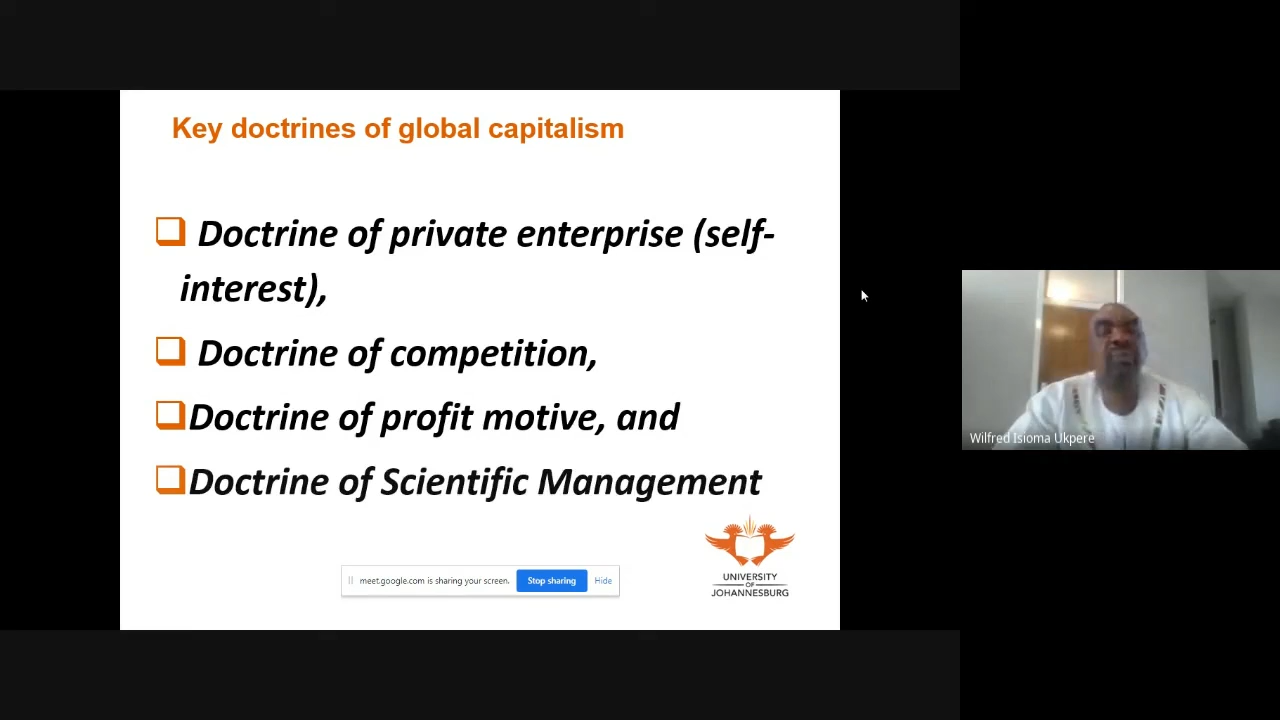 Key doctrines of global capitalism
Doctrine of private enterprise (self-
interest),
Doctrine of competition,
Doctrine of profit motive, and
Doctrine of Scientific Management
UNIVERSITY
OF
JOHANNESBURG
meet.google.com is sharing your screen.
Stop sharing
Hide
Wilfred Isioma Ukpere